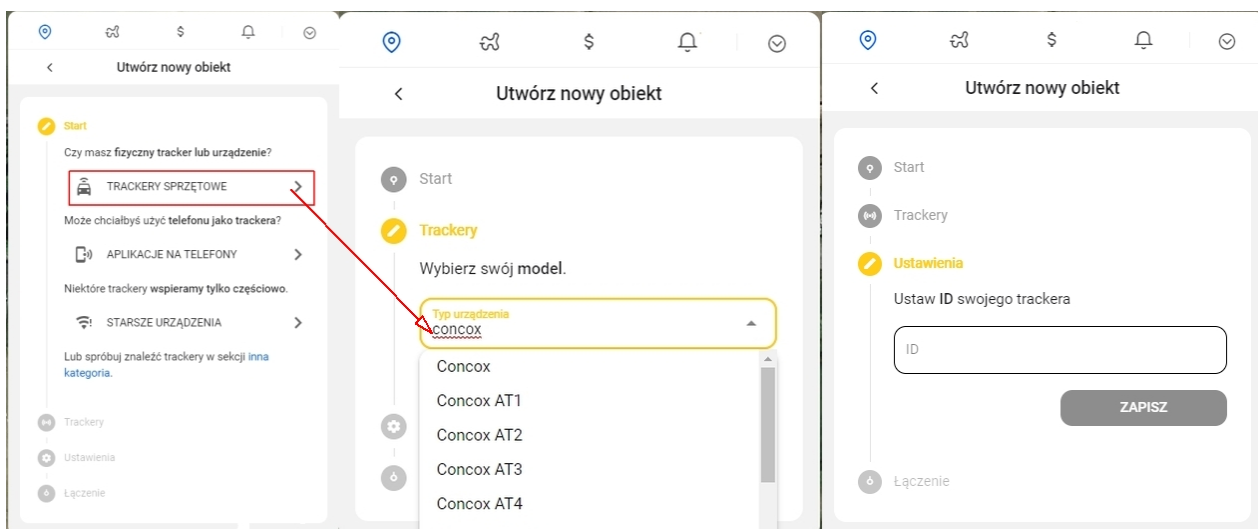 Utwórz nowy obiekt
Start
Czy masz fizyczny tracker lub urządzenie?
TRACKERY SPRZĘTOWE
Może chciałbyś użyć telefonu jako trackera?
APLIKACJE NA TELEFONY
Niektóre trackery wspieramy tylko częściowo.
STARSZE URZĄDZENIA
Lub spróbuj znaleźć trackery w sekcji inna
kategoria.
Trackery
Ustawienia
Łączenie
Utwórz nowy obiekt
Start
Trackery
Wybierz swój model.
Typ urządzenia
concox
Concox
Concox AT1
Concox AT2
Concox AT3
Concox AT4
Utwórz nowy obiekt
Start
Trackery
Ustawienia
Ustaw ID swojego trackera
ID
ZAPISZ
Łączenie